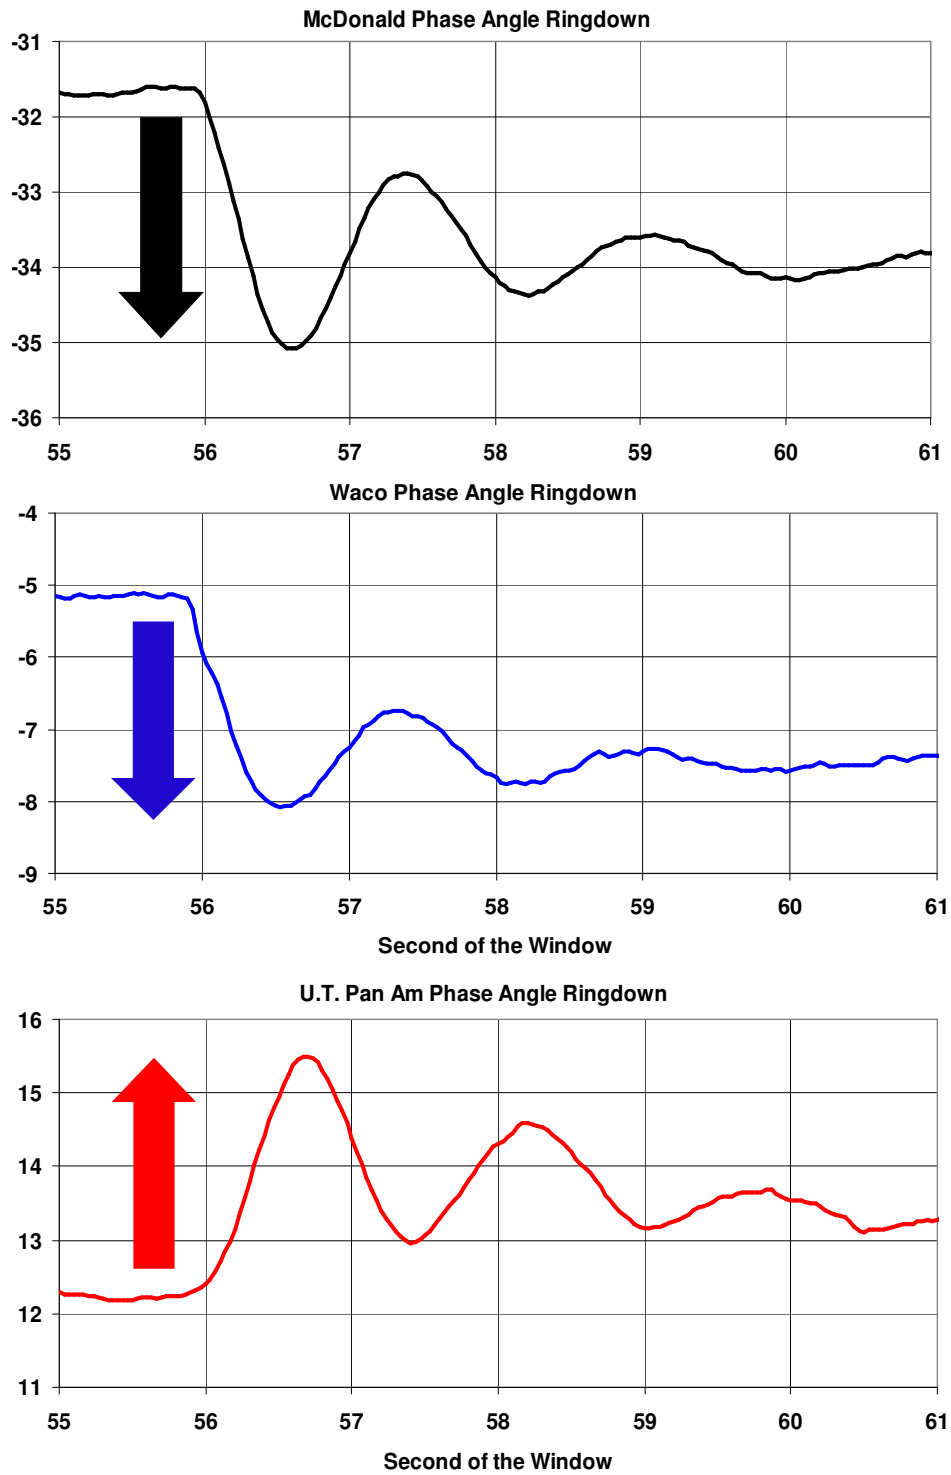 McDonald Phase Angle Ringdown
-31
-32
-33
-34
-35
-36
55 56 57 58 59 60 61
Waco Phase Angle Ringdown
-4
-5
-6
-7
-8
-9
55 56 57 58 59 60 61
Second of the Window
U.T. Pan Am Phase Angle Ringdown
16
15
14
13
12
11
55 56 57 58 59 60 61
Second of the Window